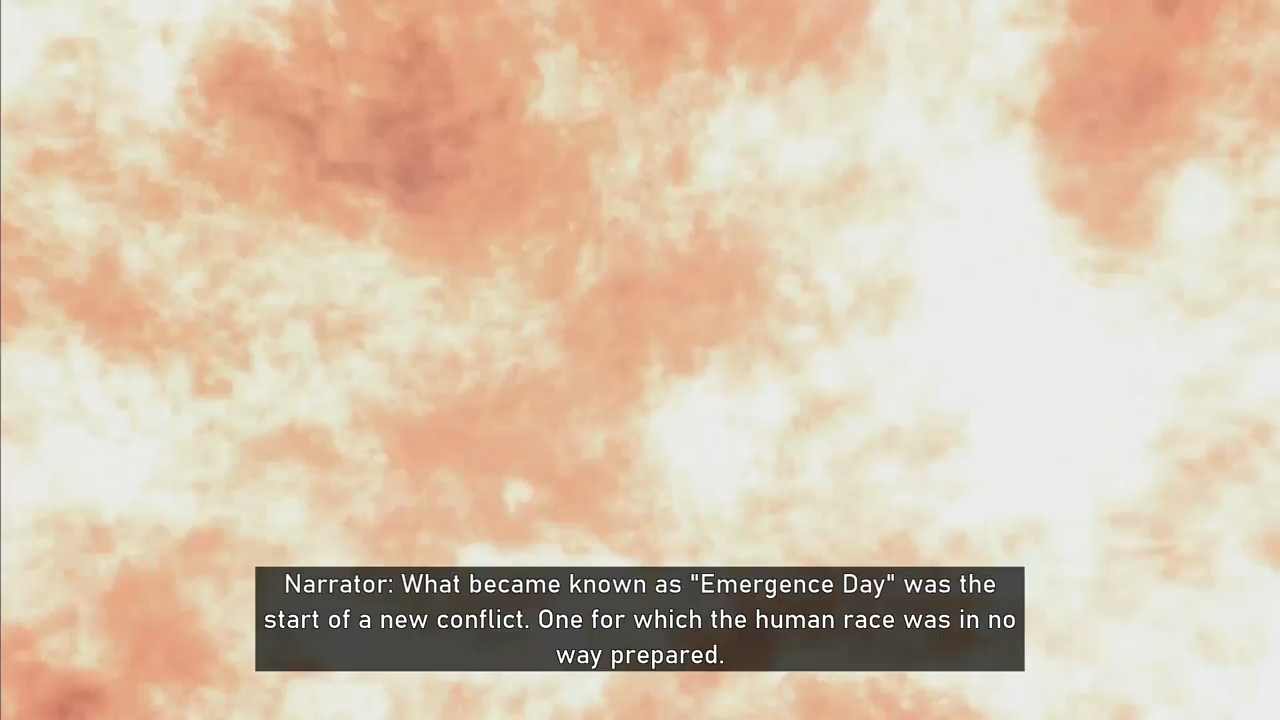 Narrator: What became known as "Emergence Day" was the
start of a new conflict. One for which the human race was in no
way prepared.